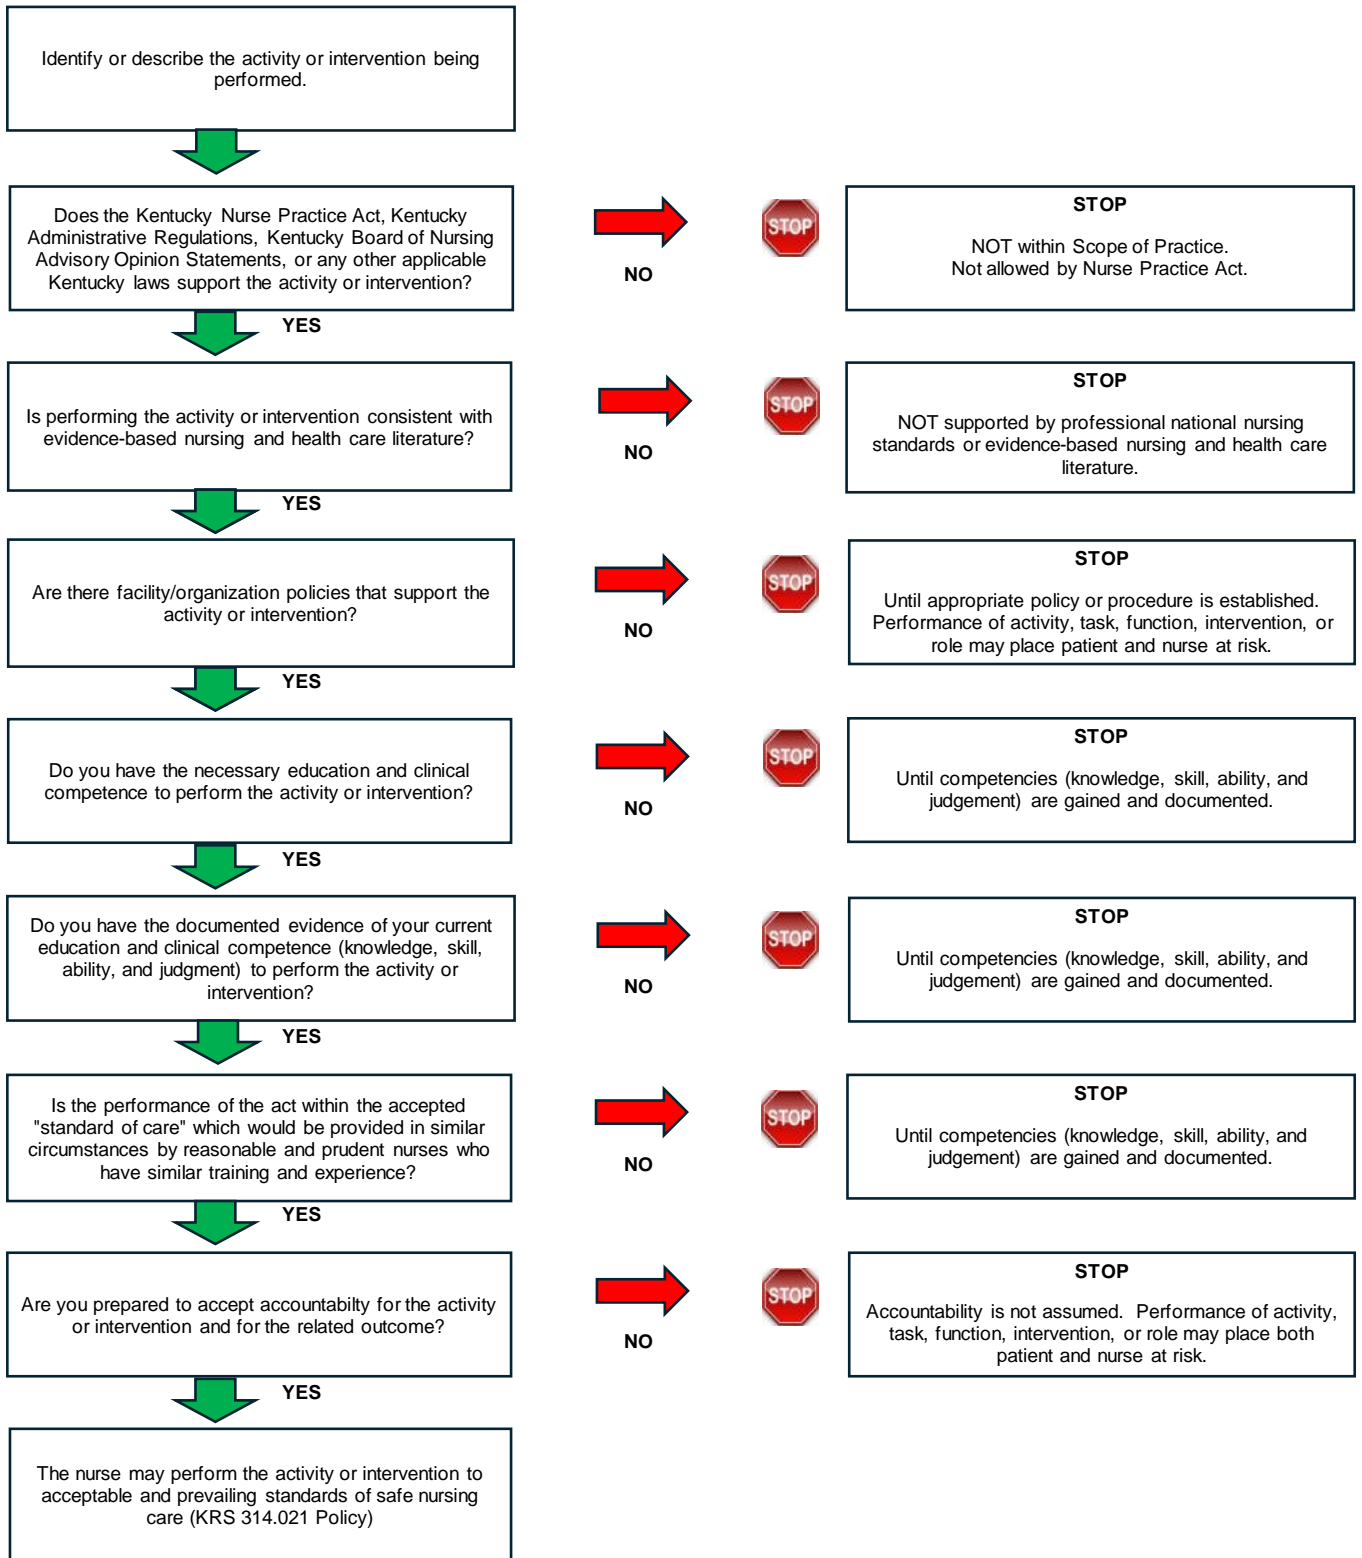 Identify or describe the activity or intervention being
performed.
Does the Kentucky Nurse Practice Act, Kentucky
Administrative Regulations, Kentucky Board of Nursing
Advisory Opinion Statements, or any other applicable
Kentucky laws support the activity or intervention?
NO
STOP
STOP
NOT within Scope of Practice.
Not allowed by Nurse Practice Act.
YES
Is performing the activity or intervention consistent with
evidence-based nursing and health care literature?
NO
STOP
STOP
NOT supported by professional national nursing
standards or evidence-based nursing and health care
literature.
YES
Are there facility/organization policies that support the
activity or intervention?
NO
STOP
STOP
Until appropriate policy or procedure is established.
Performance of activity, task, function, intervention, or
role may place patient and nurse at risk.
YES
Do you have the necessary education and clinical
competence to perform the activity or intervention?
NO
STOP
STOP
Until competencies (knowledge, skill, ability, and
judgement) are gained and documented.
YES
Do you have the documented evidence of your current
education and clinical competence (knowledge, skill,
ability, and judgment) to perform the activity or
intervention?
NO
STOP
STOP
Until competencies (knowledge, skill, ability, and
judgement) are gained and documented.
YES
Is the performance of the act within the accepted
"standard of care" which would be provided in similar
circumstances by reasonable and prudent nurses who
have similar training and experience?
NO
STOP
STOP
Until competencies (knowledge, skill, ability, and
judgement) are gained and documented.
YES
Are you prepared to accept accountabilty for the activity
or intervention and for the related outcome?
NO
STOP
STOP
Accountability is not assumed. Performance of activity,
task, function, intervention, or role may place both
patient and nurse at risk.
YES
The nurse may perform the activity or intervention to
acceptable and prevailing standards of safe nursing
care (KRS 314.021 Policy)